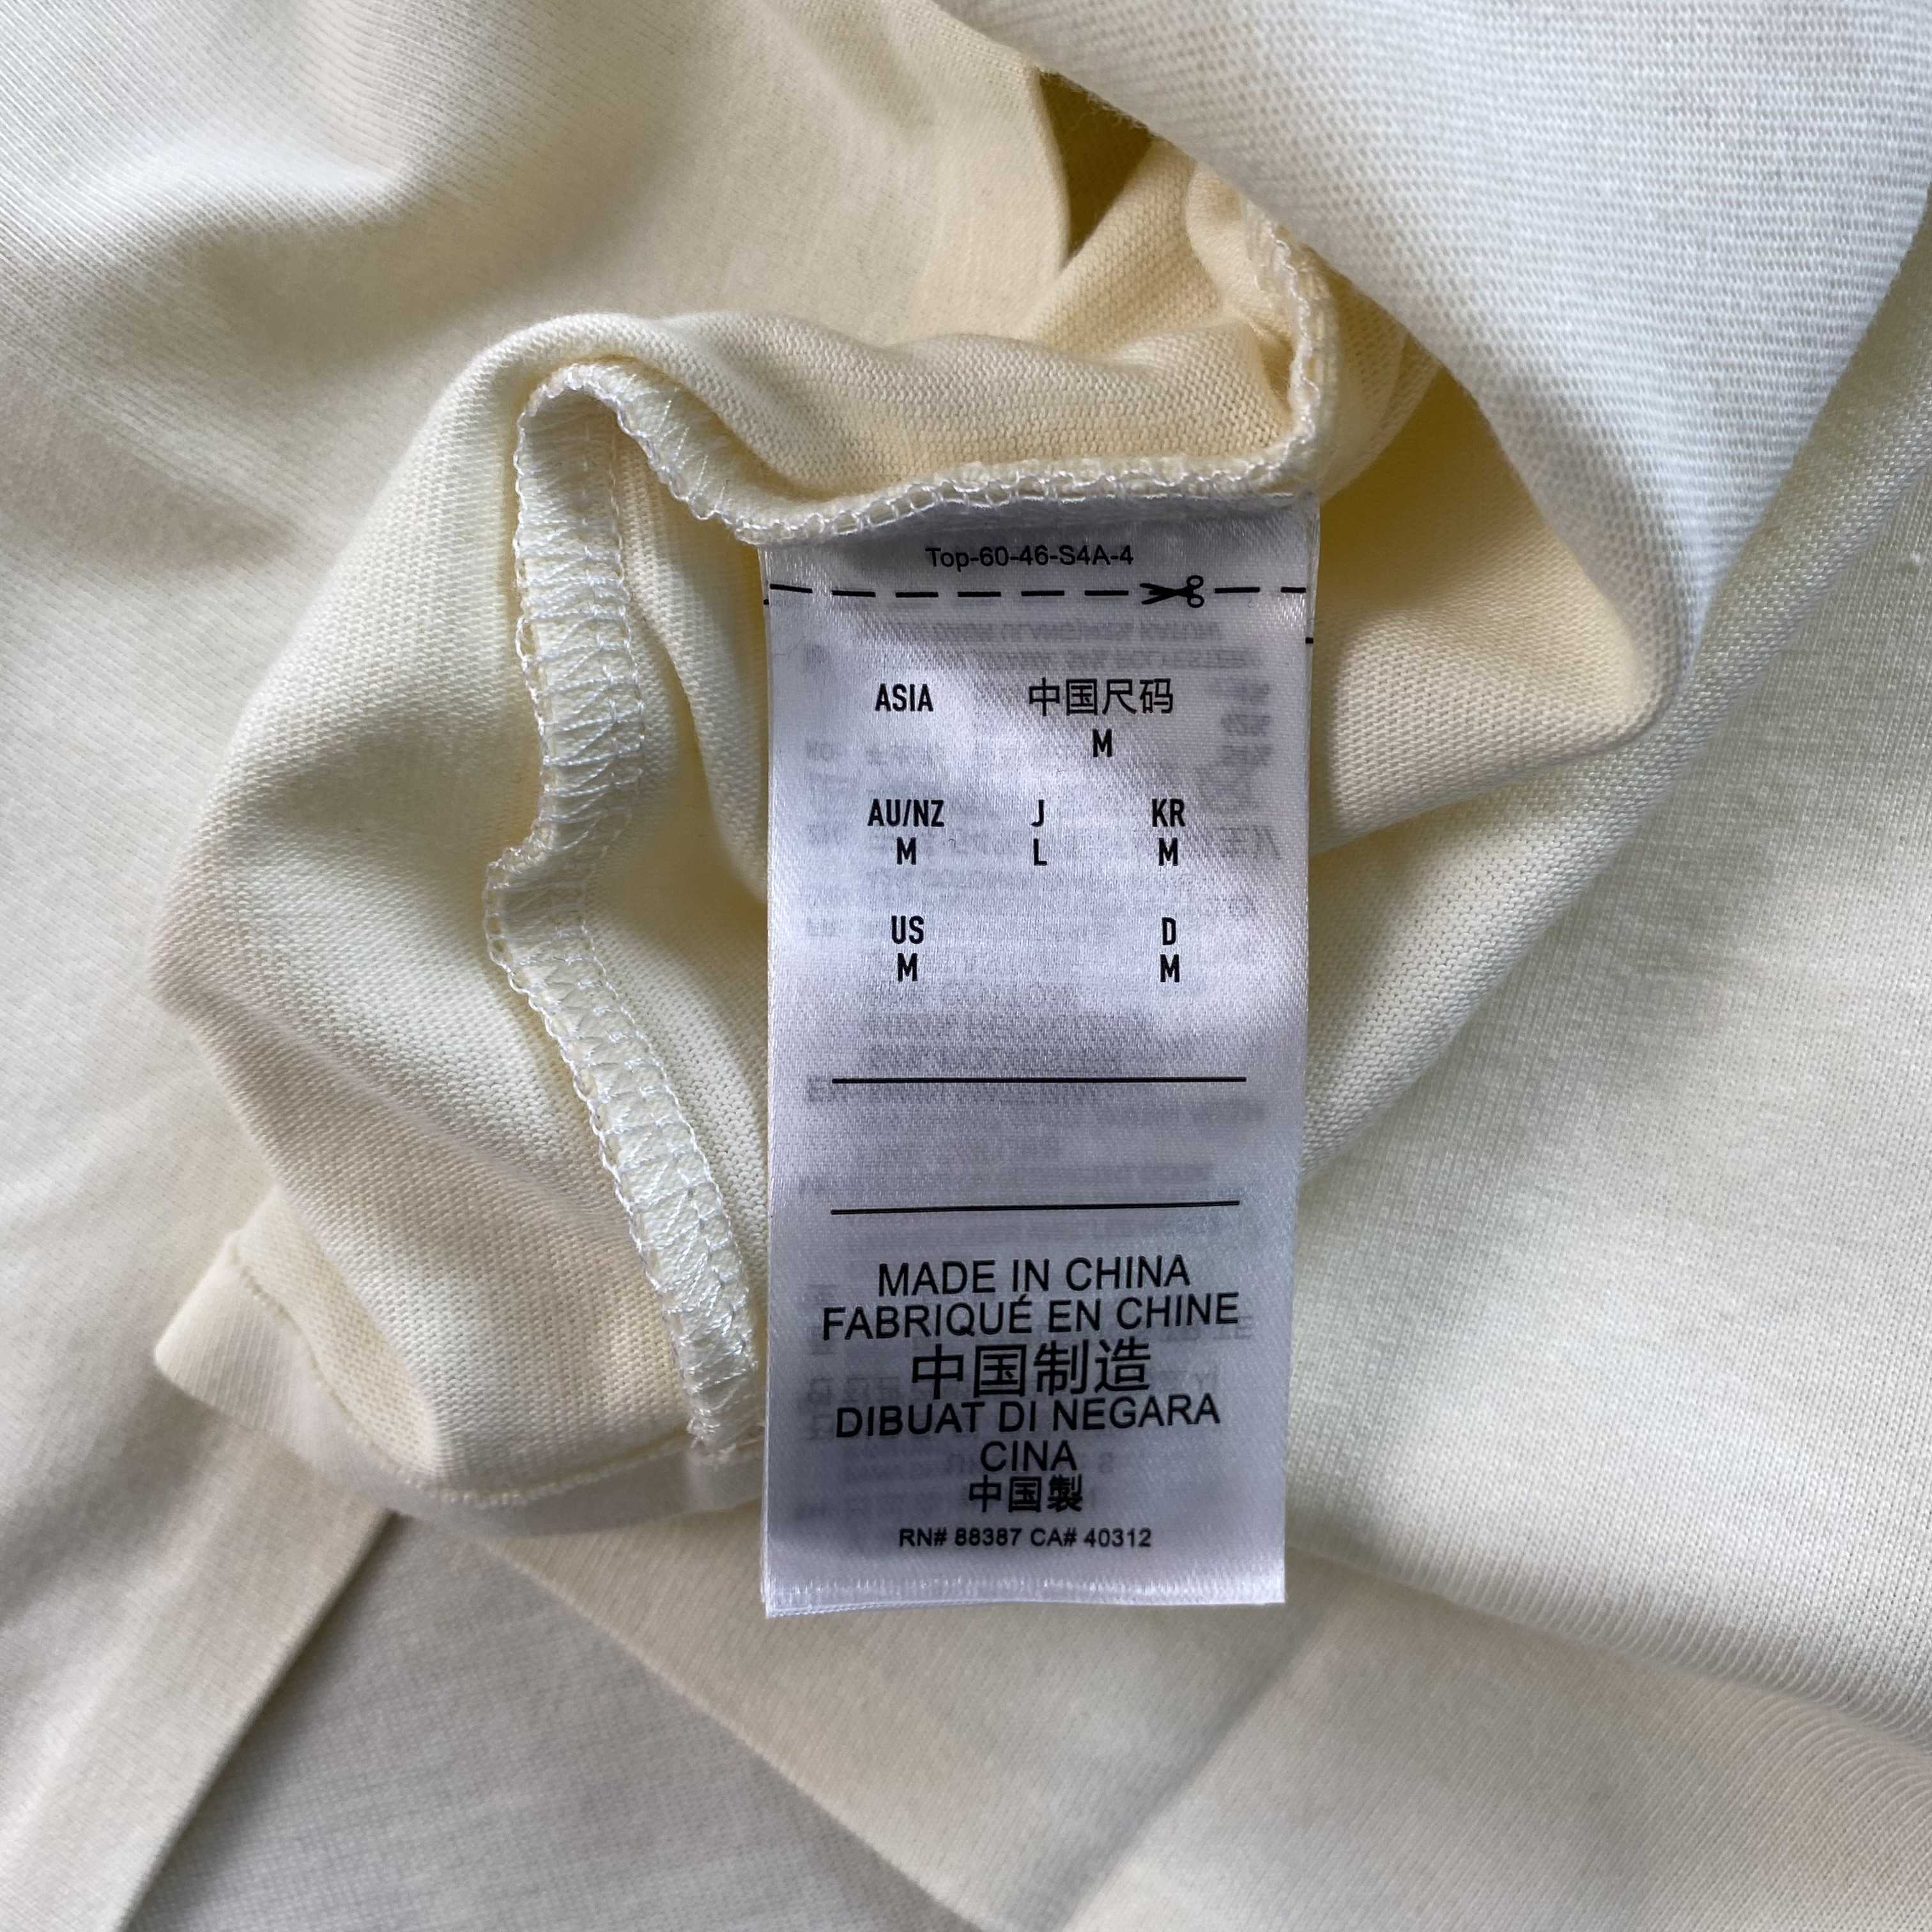 Top-60-46-S4A-4
ASIA 中国尺码
M
AU/NZ J KR
M L M
US D
M M
MADE IN CHINA
FABRIQUÉ EN CHINE
中国制造
DIBUAT DI NEGARA
CINA
中国製
RN# 88387 CA# 40312